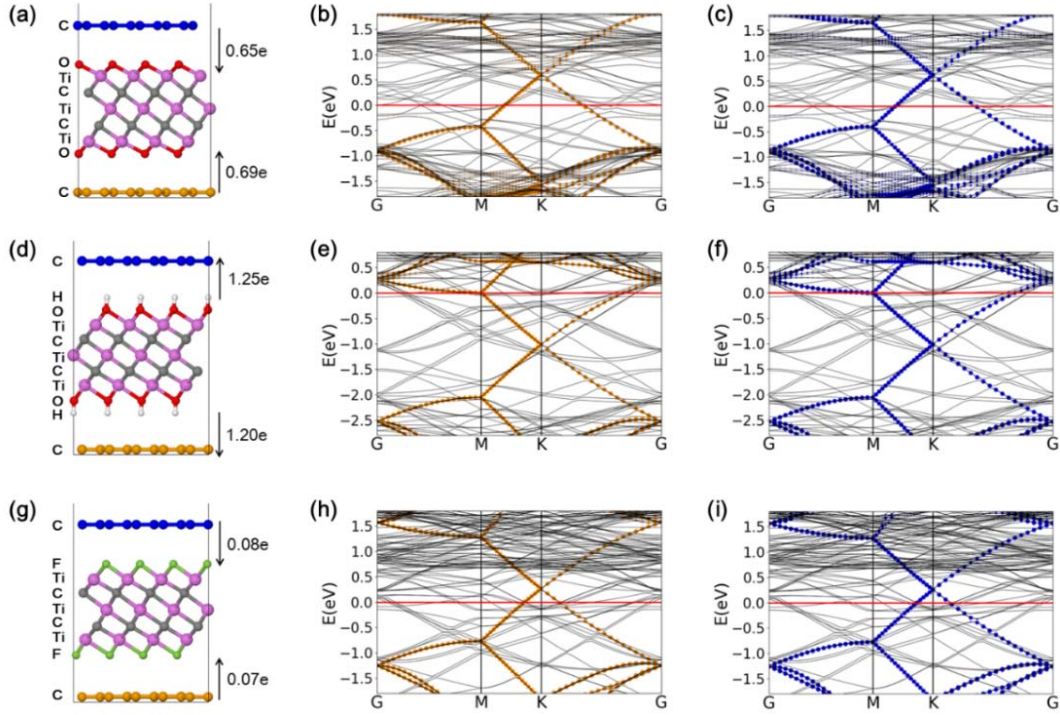 (a)
C
O
Ti
C
Ti
C
Ti
O
C
0.65e
0.69e
(b)
E(eV)
1.5
1.0
0.5
0.0
−0.5
−1.0
−1.5
G M K G
(c)
E(eV)
1.5
1.0
0.5
0.0
−0.5
−1.0
−1.5
G M K G
(d)
C
H
O
Ti
C
Ti
C
Ti
O
H
C
1.25e
1.20e
(e)
E(eV)
0.5
0.0
−0.5
−1.0
−1.5
−2.0
−2.5
G M K G
(f)
E(eV)
0.5
0.0
−0.5
−1.0
−1.5
−2.0
−2.5
G M K G
(g)
C
F
Ti
C
Ti
C
Ti
F
C
0.08e
0.07e
(h)
E(eV)
1.5
1.0
0.5
0.0
−0.5
−1.0
−1.5
G M K G
(i)
E(eV)
1.5
1.0
0.5
0.0
−0.5
−1.0
−1.5
G M K G